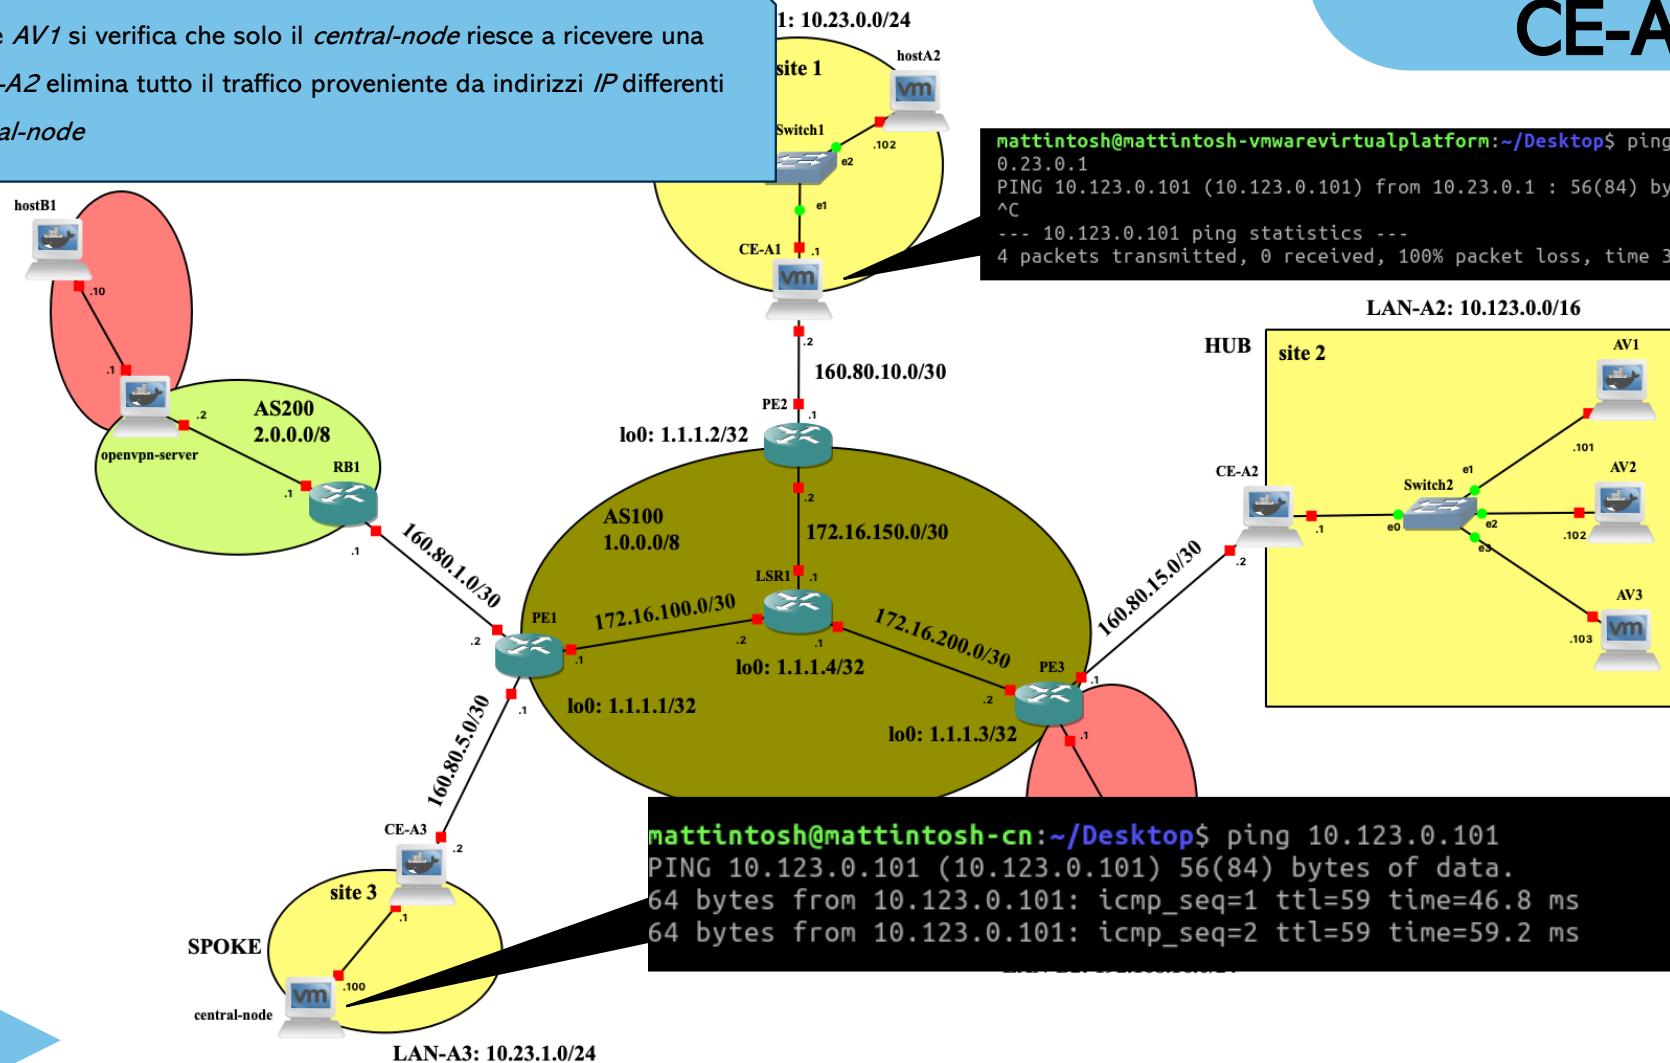 e AV1 si verifica che solo il central-node riesce a ricevere una
-A2 elimina tutto il traffico proveniente da indirizzi IP differenti
al-node
CE-A
1: 10.23.0.0/24
site 1
hostA2
Switch1
.102
e2
e1
CE-A1
.1
.2
160.80.10.0/30
PE2
.1
lo0: 1.1.1.2/32
mattintosh@mattintosh-vmwarevirtualplatform:~/Desktop$ ping
0.23.0.1
PING 10.123.0.101 (10.123.0.101) from 10.23.0.1 : 56(84) by
^C
--- 10.123.0.101 ping statistics ---
4 packets transmitted, 0 received, 100% packet loss, time 3
hostB1
.10
.1
.2
openvpn-server
AS200
2.0.0.0/8
RB1
.1
.1
160.80.1.0/30
.2
PE1
.1
.1
lo0: 1.1.1.1/32
AS100
1.0.0.0/8
.2
172.16.150.0/30
LSR1
.1
172.16.100.0/30
.2
.1
lo0: 1.1.1.4/32
172.16.200.0/30
.2
PE3
.1
.1
lo0: 1.1.1.3/32
160.80.15.0/30
LAN-A2: 10.123.0.0/16
HUB
site 2
AV1
.101
CE-A2
.1
.2
Switch2
e0
e1
e2
e3
AV2
.102
AV3
.103
160.80.5.0/30
CE-A3
.2
site 3
.1
SPOKE
.100
central-node
LAN-A3: 10.23.1.0/24
mattintosh@mattintosh-cn:~/Desktop$ ping 10.123.0.101
PING 10.123.0.101 (10.123.0.101) 56(84) bytes of data.
64 bytes from 10.123.0.101: icmp_seq=1 ttl=59 time=46.8 ms
64 bytes from 10.123.0.101: icmp_seq=2 ttl=59 time=59.2 ms